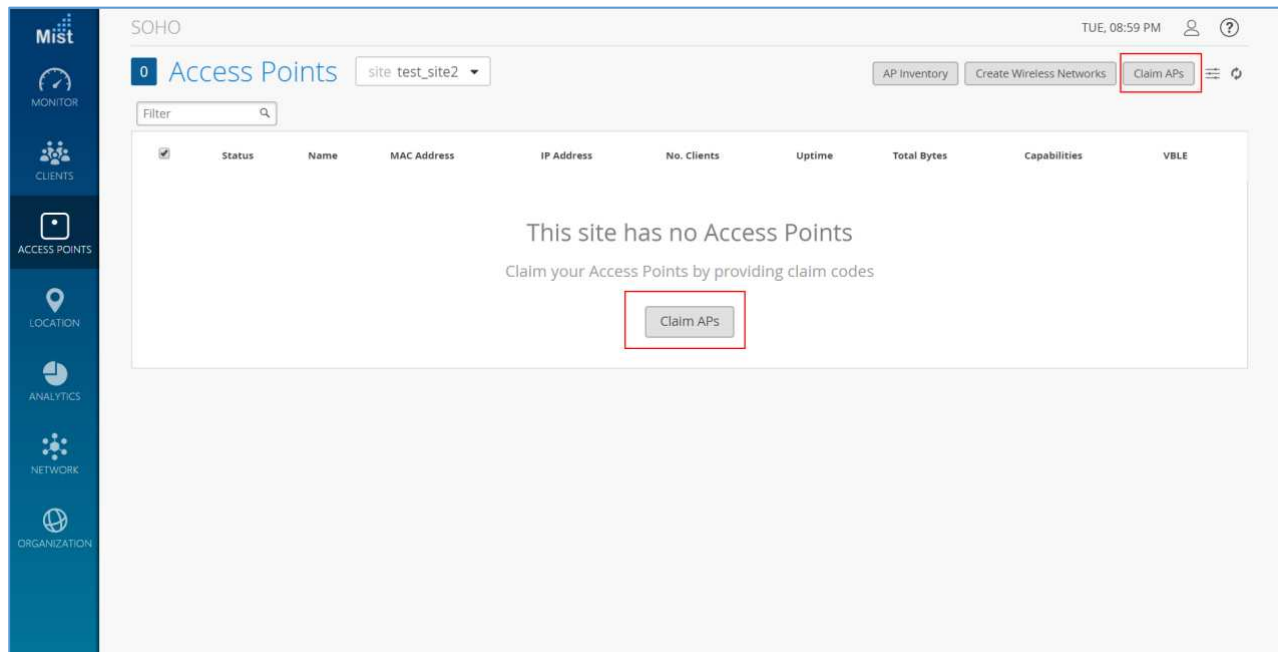 Mist
SOHO
TUE, 08:59 PM
?
0 Access Points site test_site2
AP Inventory Create Wireless Networks Claim APs
MONITOR
Filter
Status Name MAC Address IP Address No. Clients Uptime Total Bytes Capabilities VBLE
CLIENTS
This site has no Access Points
ACCESS POINTS
Claim your Access Points by providing claim codes
Claim APs
LOCATION
ANALYTICS
NETWORK
ORGANIZATION